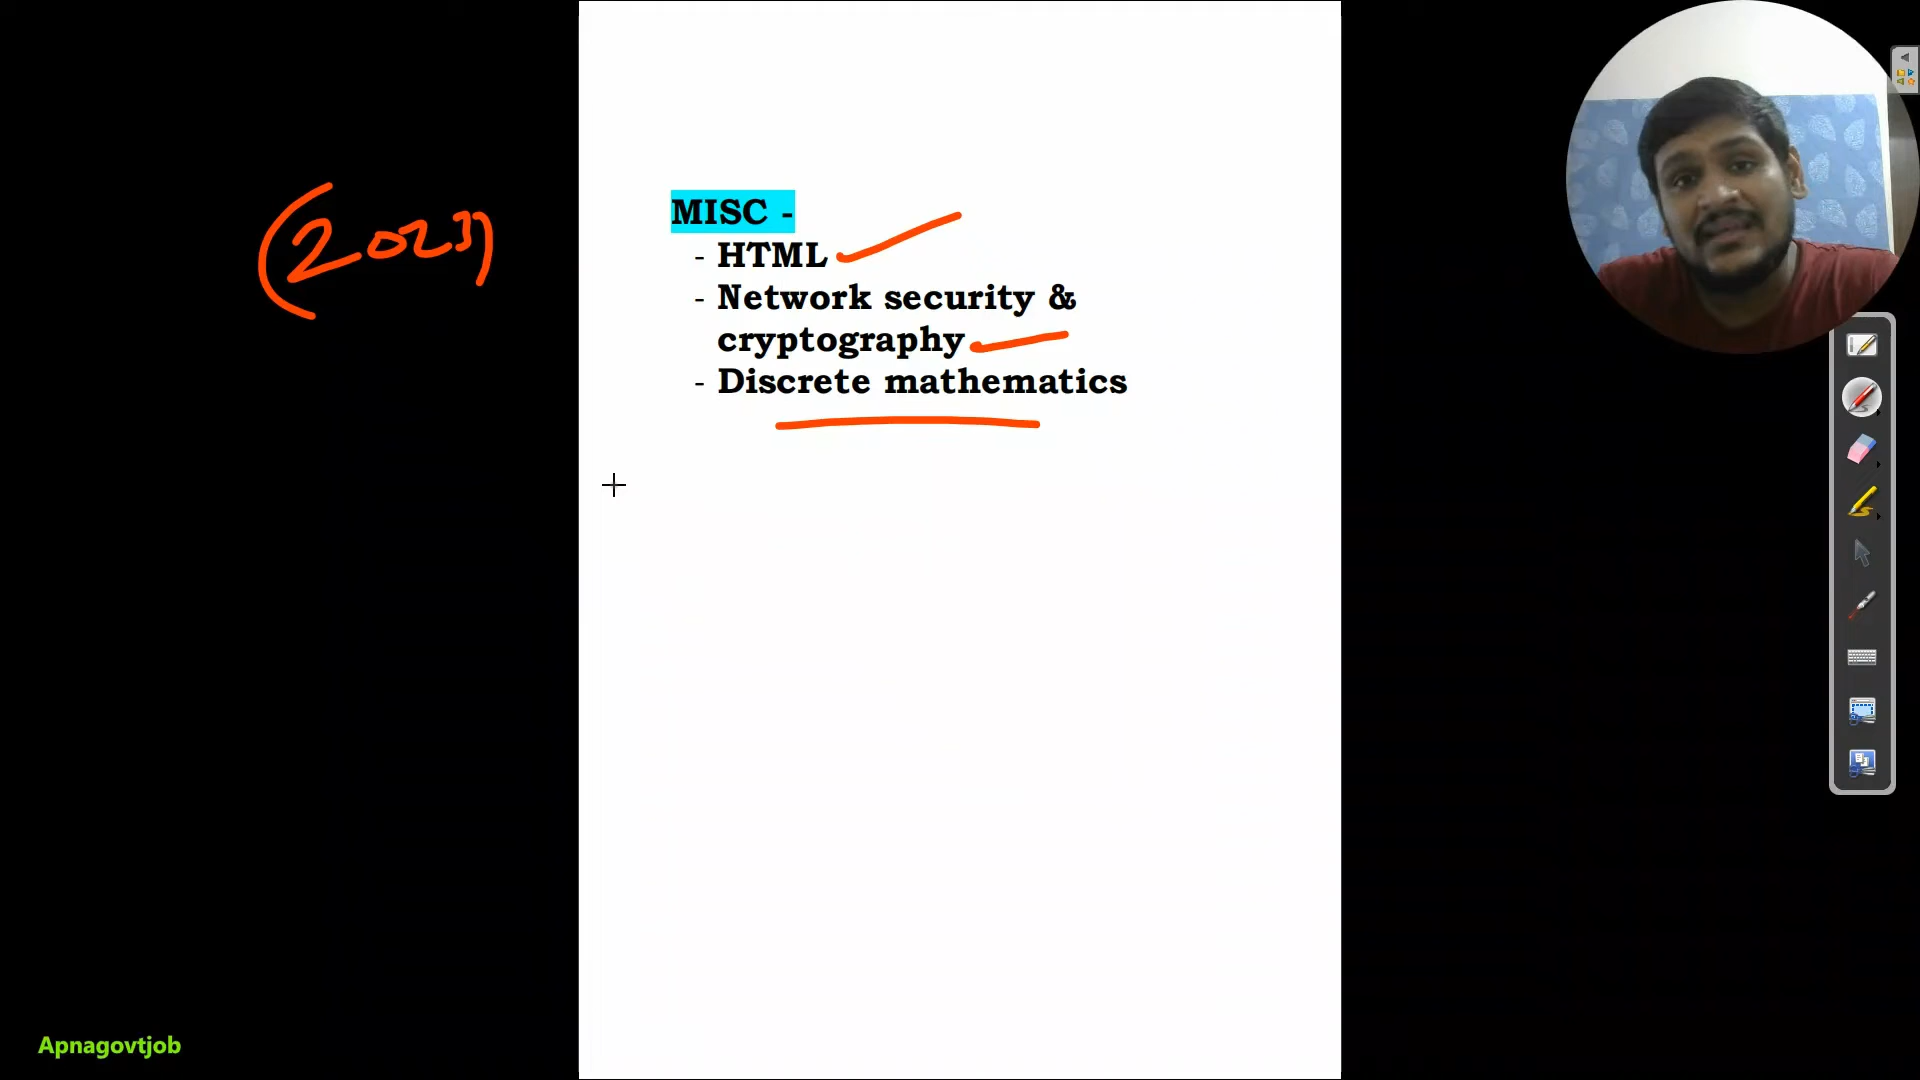 (2023)
MISC -
- HTML
- Network security &
cryptography
- Discrete mathematics
Apnagovtjob